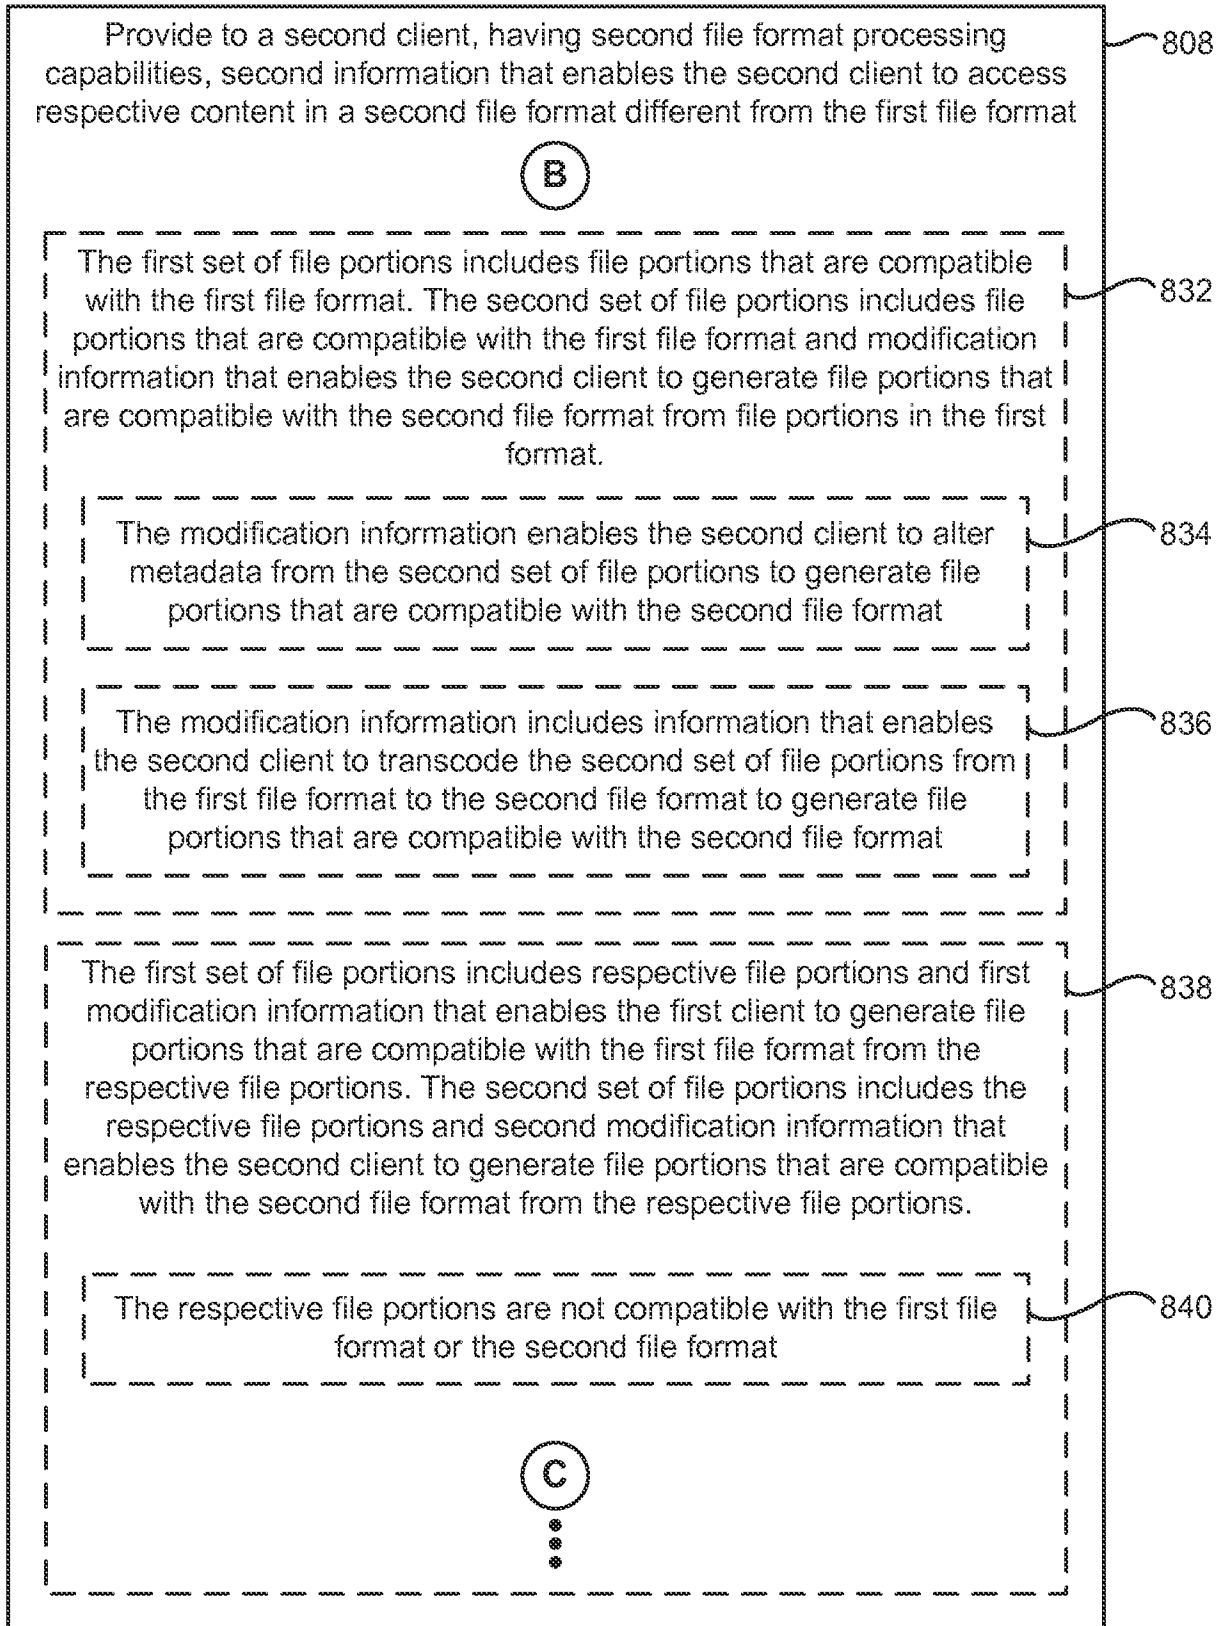 Provide to a second client, having second file format processing
capabilities, second information that enables the second client to access
respective content in a second file format different from the first file format
808
B
The first set of file portions includes file portions that are compatible
with the first file format. The second set of file portions includes file
portions that are compatible with the first file format and modification
information that enables the second client to generate file portions that
are compatible with the second file format from file portions in the first
format.
832
The modification information enables the second client to alter
metadata from the second set of file portions to generate file
portions that are compatible with the second file format
834
The modification information includes information that enables
the second client to transcode the second set of file portions from
the first file format to the second file format to generate file
portions that are compatible with the second file format
836
The first set of file portions includes respective file portions and first
modification information that enables the first client to generate file
portions that are compatible with the first file format from the
respective file portions. The second set of file portions includes the
respective file portions and second modification information that
enables the second client to generate file portions that are compatible
with the second file format from the respective file portions.
838
The respective file portions are not compatible with the first file
format or the second file format
840
C